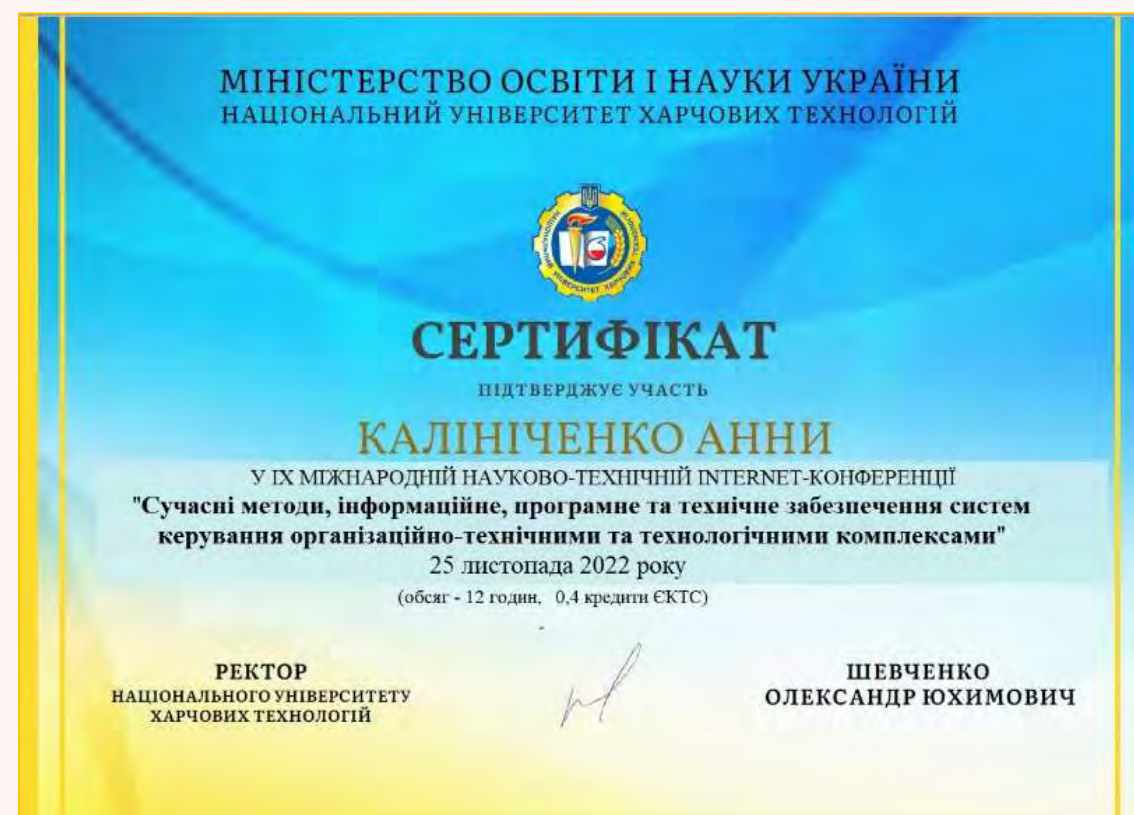 МІНІСТЕРСТВО ОСВІТИ І НАУКИ УКРАЇНИ
НАЦІОНАЛЬНИЙ УНІВЕРСИТЕТ ХАРЧОВИХ ТЕХНОЛОГІЙ
СЕРТИФІКАТ
ПІДТВЕРДЖУЄ УЧАСТЬ
КАЛІНІЧЕНКО АННИ
У ІХ МІЖНАРОДНІЙ НАУКОВО-ТЕХНІЧНІЙ INTERNET-КОНФЕРЕНЦІЇ
"Сучасні методи, інформаційне, програмне та технічне забезпечення систем
керування організаційно-технічними та технологічними комплексами"
25 листопада 2022 року
(обсяг - 12 годин, 0,4 кредити ЄКТС)
РЕКТОР
НАЦІОНАЛЬНОГО УНІВЕРСИТЕТУ
ХАРЧОВИХ ТЕХНОЛОГІЙ
ШЕВЧЕНКО
ОЛЕКСАНДР ЮХИМОВИЧ